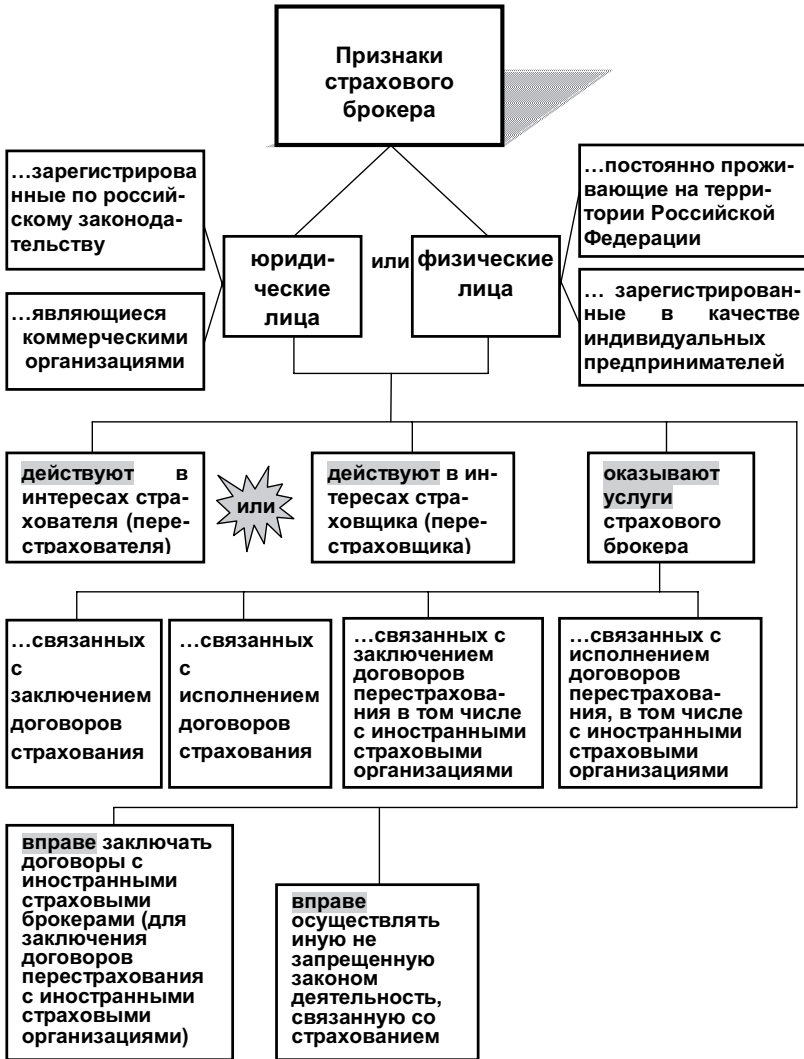 Признаки
страхового
брокера
…зарегистрирова
нные по россий-
скому законода-
тельству
…являющиеся
коммерческими
организациями
юриди-
ческие
лица
или
физические
лица
…постоянно прожи-
вающие на терри-
тории Российской
Федерации
… зарегистрирован-
ные в качестве
индивидуальных
предпринимателей
действуют в
интересах стра-
хователя (пере-
страхователя)
или
действуют в ин-
тересах стра-
ховщика (пере-
страховщика)
оказывают
услуги
страхового
брокера
…связанных
с
заключением
договоров
страхования
…связанных
с
исполнением
договоров
страхования
…связанных с
заключением
договоров
перестрахова-
ния в том числе
с иностранными
страховыми
организациями
…связанных с
исполнением
договоров
перестрахова-
ния, в том числе
с иностранными
страховыми
организациями
вправе заключать
договоры с
иностранными
страховыми
брокерами (для
заключения
договоров
перестрахования
с иностранными
страховыми
организациями)
вправе
осуществлять
иную не
запрещенную
законом
деятельность,
связанную со
страхованием